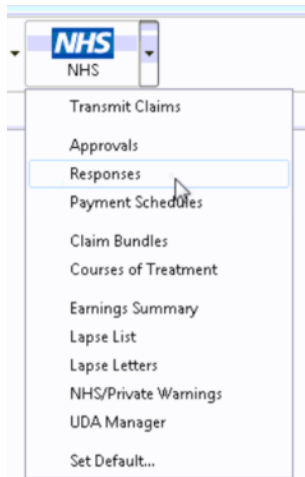 NHS
NHS
Transmit Claims
Approvals
Responses
Payment Schedules
Claim Bundles
Courses of Treatment
Earnings Summary
Lapse List
Lapse Letters
NHS/Private Warnings
UDA Manager
Set Default...